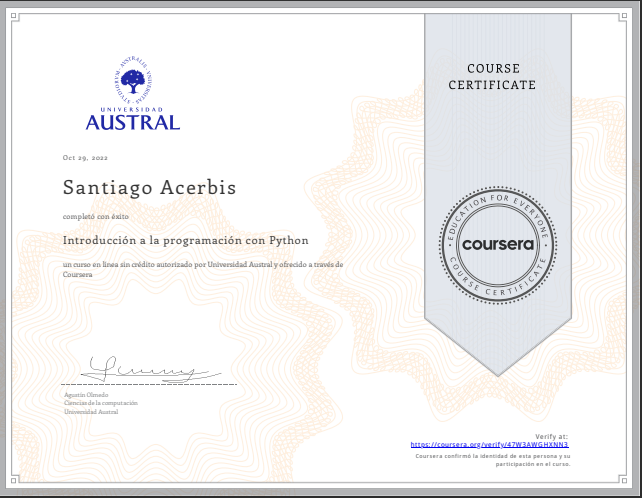 STUDIORUM · AUSTRALIS · UNIVERSITAS
UNIVERSIDAD
AUSTRAL
Oct 29, 2022
Santiago Acerbis
completó con éxito
Introducción a la programación con Python
un curso en línea sin crédito autorizado por Universidad Austral y ofrecido a través de
Coursera
Agustín Olmedo
Ciencias de la computación
Universidad Austral
COURSE
CERTIFICATE
EDUCATION FOR EVERYONE
coursera
COURSE CERTIFICATE
Verify at:
https://coursera.org/verify/47W3AWGHXNN3
Coursera confirmó la identidad de esta persona y su
participación en el curso.